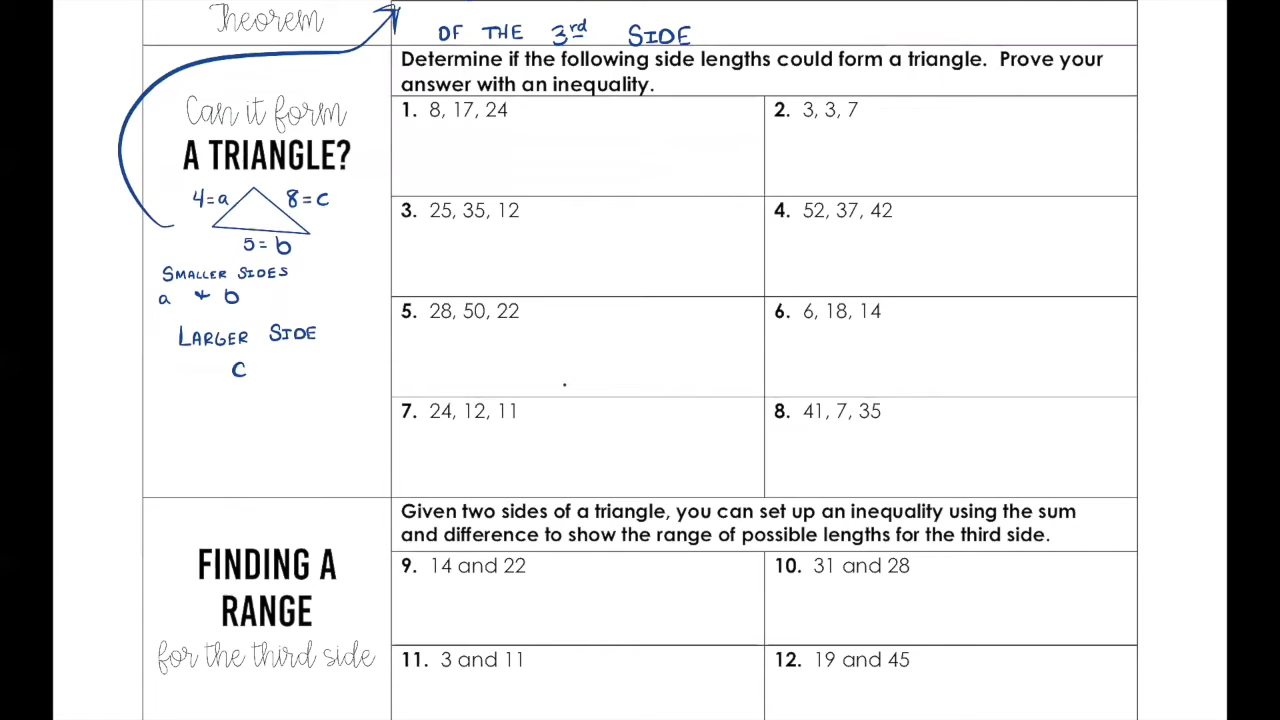 Theorem
OF THE 3rd SIDE
Determine if the following side lengths could form a triangle. Prove your
answer with an inequality.
Can it form
A TRIANGLE?
4=a
8=c
5=b
SMALLER SIDES
a + b
LARGER SIDE
C
1. 8, 17, 24
2. 3, 3, 7
3. 25, 35, 12
4. 52, 37, 42
5. 28, 50, 22
6. 6, 18, 14
7. 24, 12, 11
8. 41, 7, 35
FINDING A
RANGE
for the third side
Given two sides of a triangle, you can set up an inequality using the sum
and difference to show the range of possible lengths for the third side.
9. 14 and 22
10. 31 and 28
11. 3 and 11
12. 19 and 45